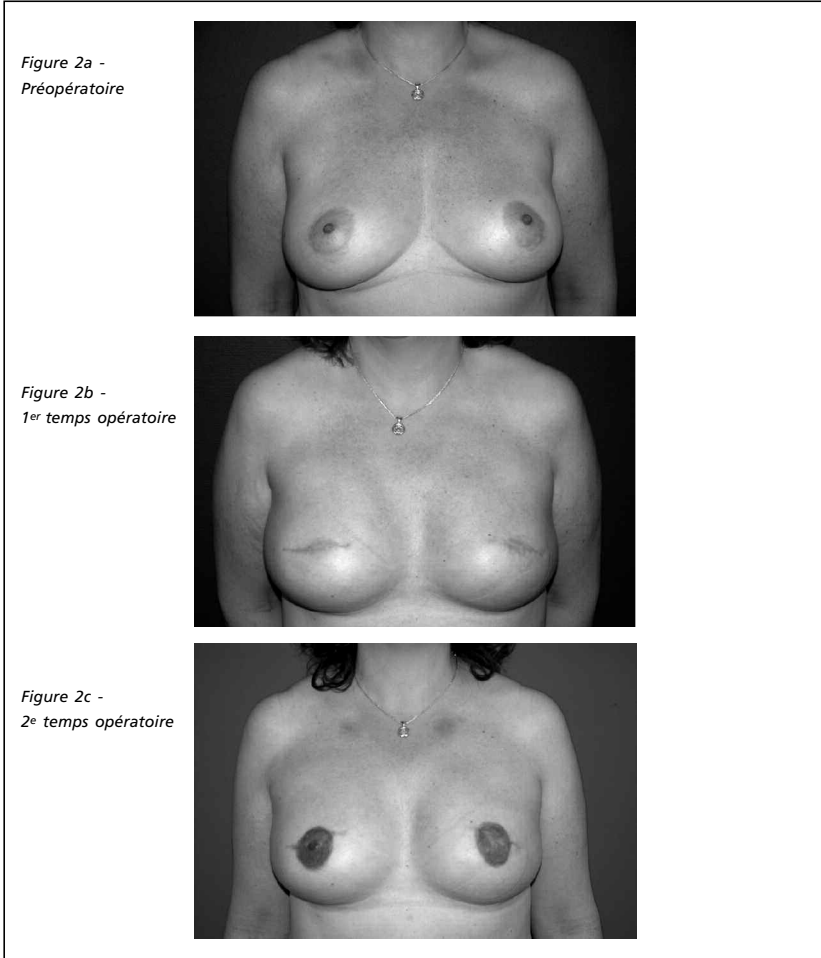 Figure 2a -
Préopératoire
Figure 2b -
1er temps opératoire
Figure 2c -
2e temps opératoire